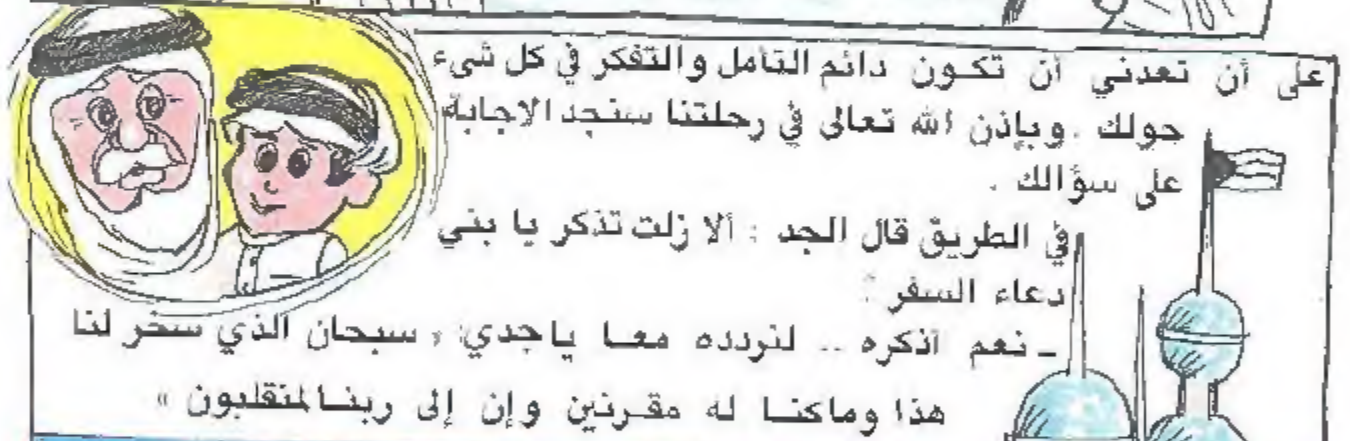 على أن تعدني أن تكون دائم التأمل والتفكر في كل شيء
حولك . وبإذن الله تعالى في رحلتنا سنجد الاجابة
على سؤالك .
في الطريق قال الجد : ألا زلت تذكر يا بني
دعاء السفر ؟
ـ نعم أذكره .. لنردده معا ياجدي: « سبحان الذي سخر لنا
هذا وماكنا له مقرنين وإن إلى ربنا لمنقلبون »